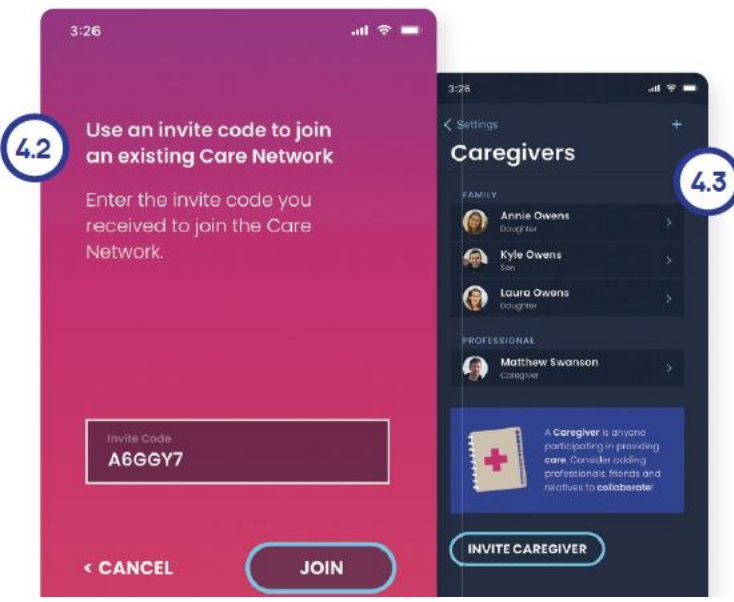 3:26
4.2
Use an invite code to join
an existing Care Network
Enter the invite code you
received to join the Care
Network.
Invite Code
A6GGY7
< CANCEL
JOIN
3:26
Settings
+
Caregivers
4.3
FAMILY
Annie Owens
Daughter
Kyle Owens
Son
Laura Owens
Daughter
PROFESSIONAL
Matthew Swanson
Caregiver
A Caregiver is anyone
participating in providing
care. Consider adding
professionals, friends and
relatives to collaborate!
INVITE CAREGIVER